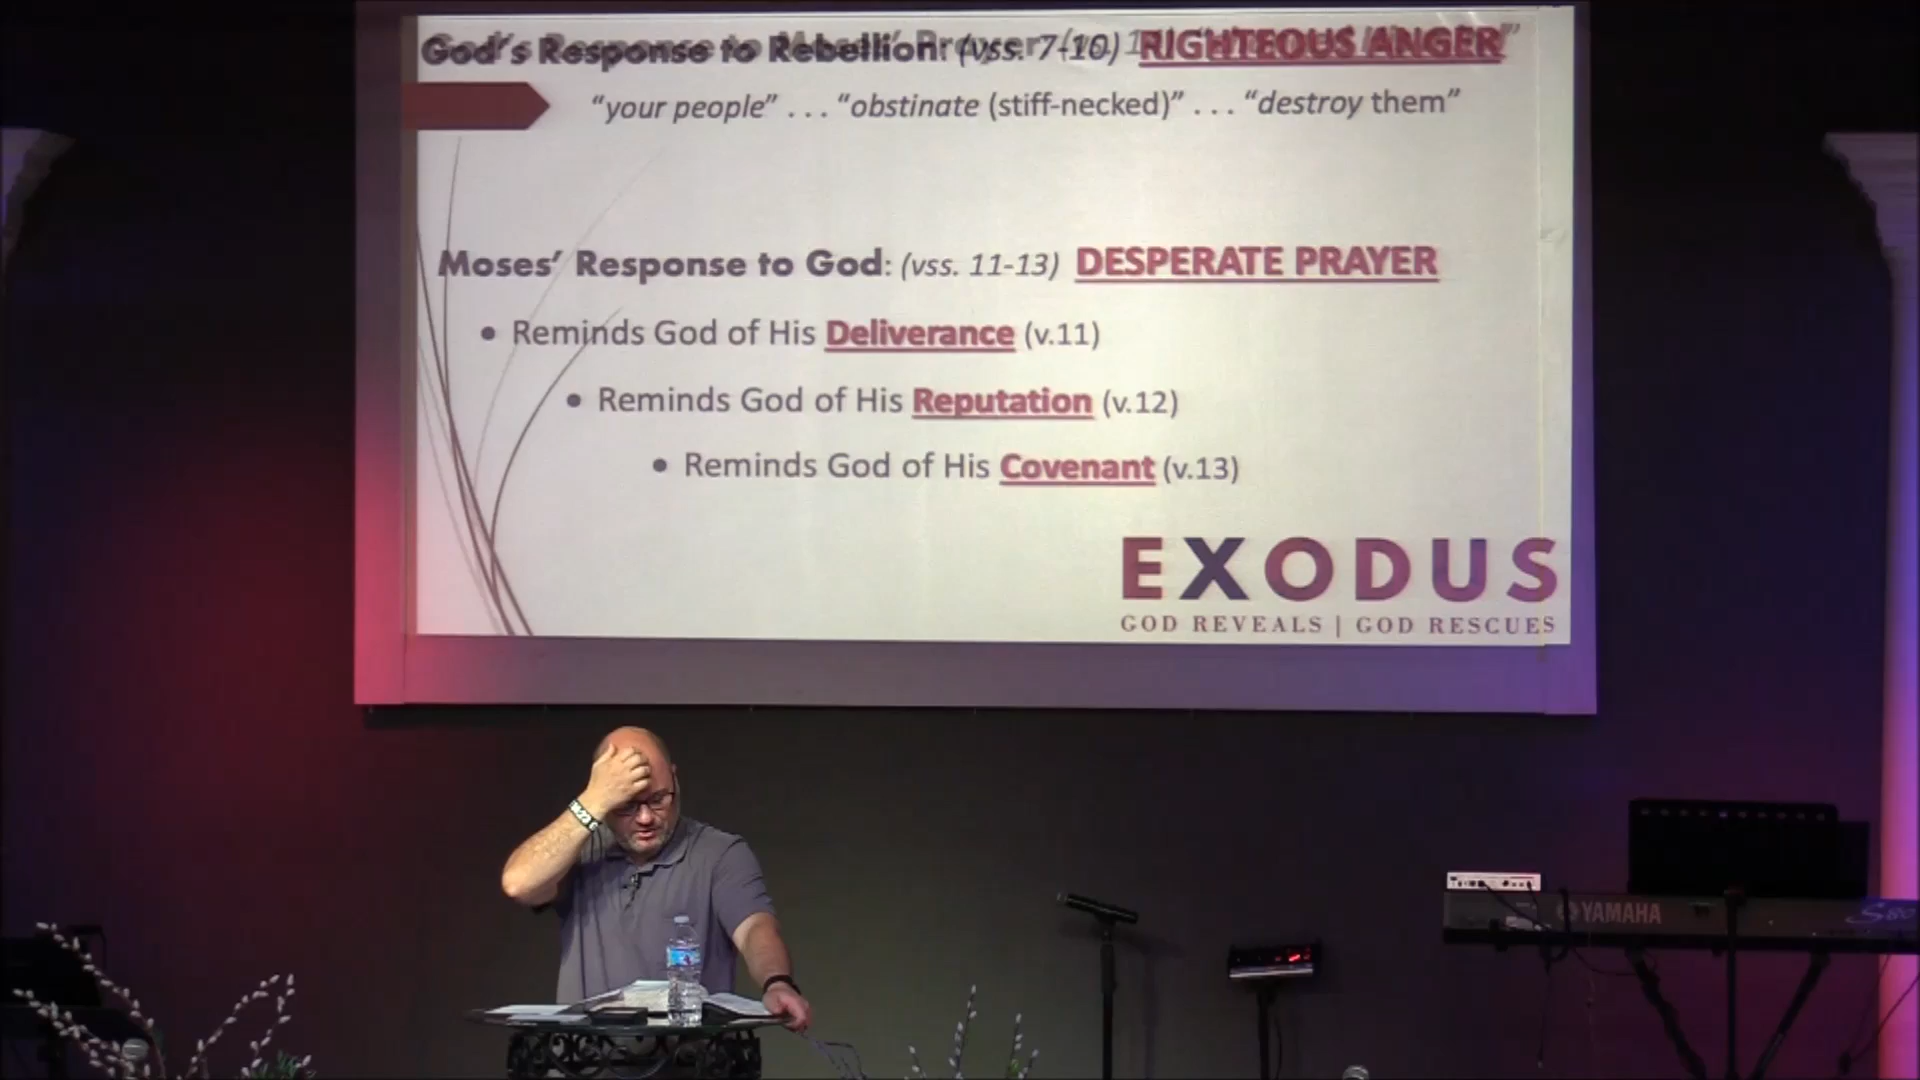 God's Response to Rebellion: (vss. 7-10) RIGHTEOUS ANGER
“your people” . . . “obstinate (stiff-necked)” . . . “destroy them”
Moses’ Response to God: (vss. 11-13) DESPERATE PRAYER
• Reminds God of His Deliverance (v.11)
• Reminds God of His Reputation (v.12)
• Reminds God of His Covenant (v.13)
EXODUS
GOD REVEALS | GOD RESCUES
YAMAHA
S80